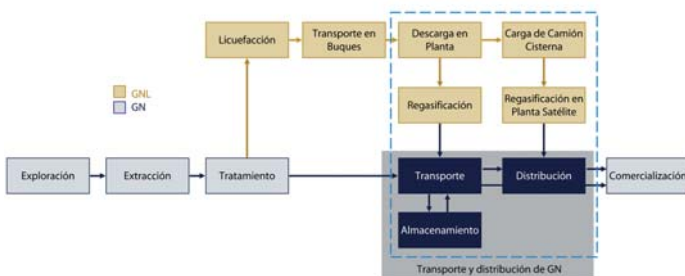 Licuefacción
Transporte en
Buques
Descarga en
Planta
Carga de Camión
Cisterna
GNL
GN
Regasificación
Regasificación en
Planta Satélite
Exploración
Extracción
Tratamiento
Transporte
Distribución
Comercialización
Almacenamiento
Transporte y distribución de GN